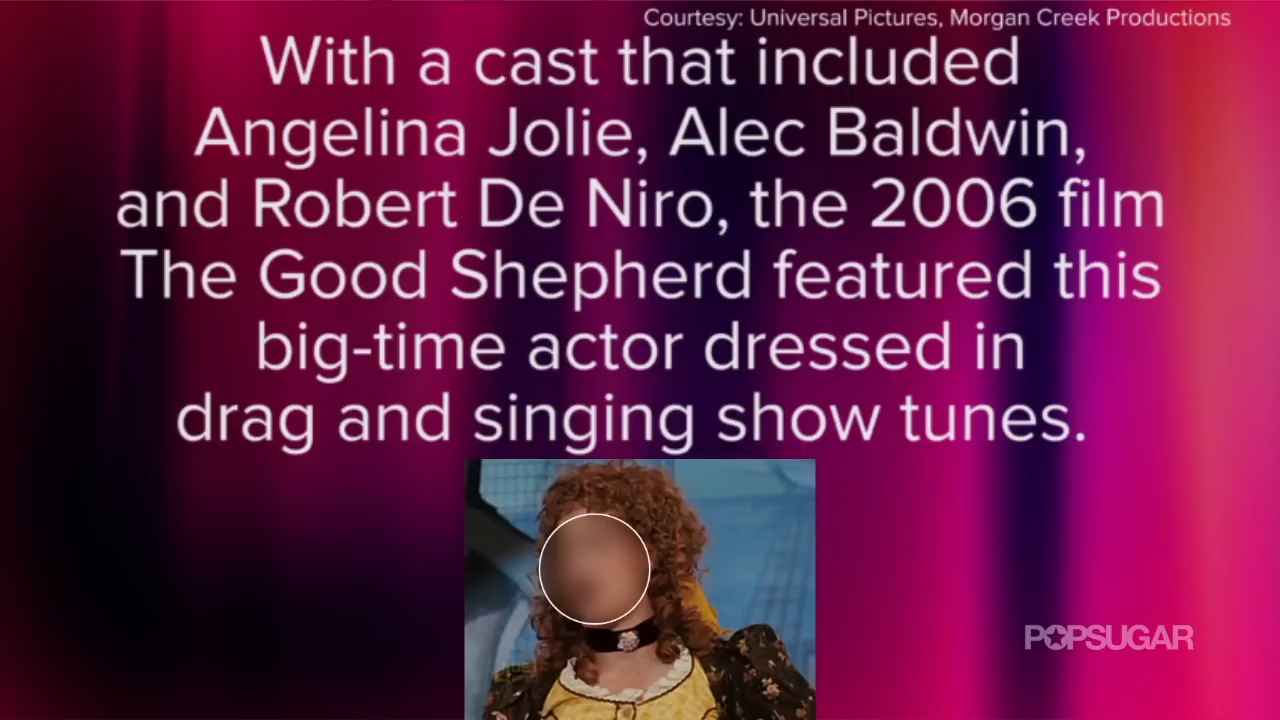 Courtesy: Universal Pictures, Morgan Creek Productions
With a cast that included
Angelina Jolie, Alec Baldwin,
and Robert De Niro, the 2006 film
The Good Shepherd featured this
big-time actor dressed in
drag and singing show tunes.
POPSUGAR